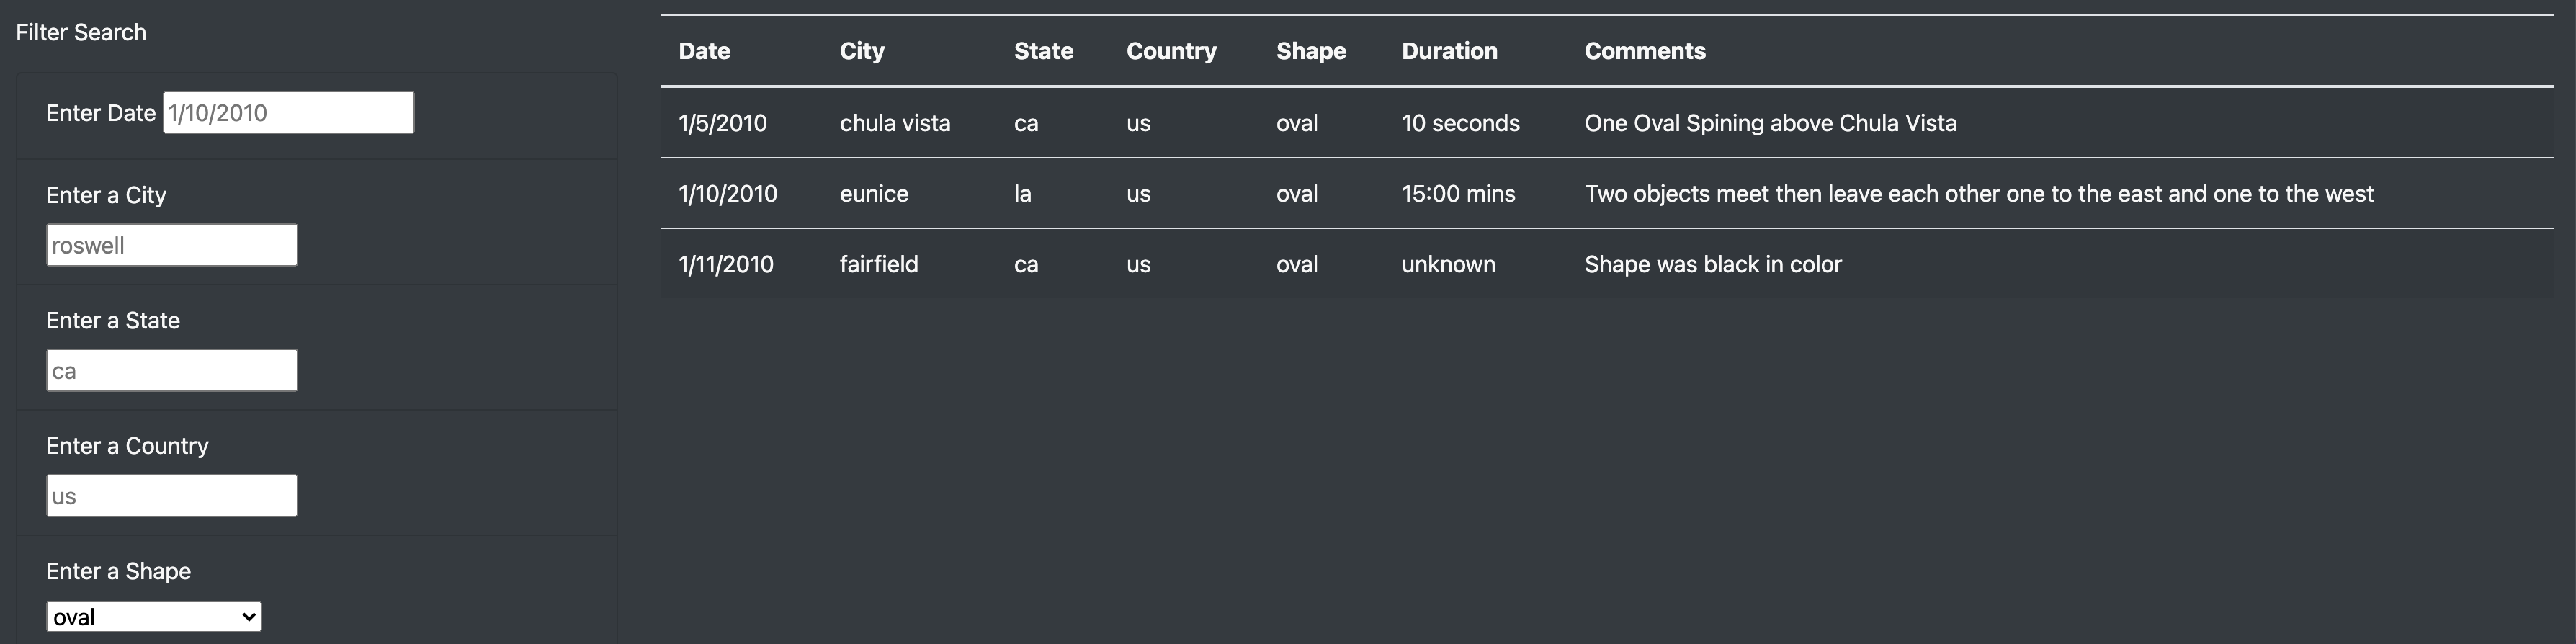 Filter Search
Enter Date 1/10/2010
Enter a City
roswell
Enter a State
ca
Enter a Country
us
Enter a Shape
oval
Date City State Country Shape Duration Comments
1/5/2010 chula vista ca us oval 10 seconds One Oval Spining above Chula Vista
1/10/2010 eunice la us oval 15:00 mins Two objects meet then leave each other one to the east and one to the west
1/11/2010 fairfield ca us oval unknown Shape was black in color